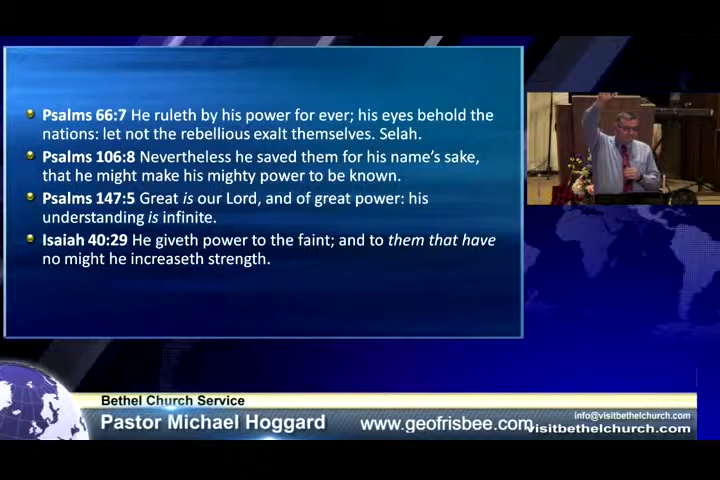 Psalms 66:7 He ruleth by his power for ever; his eyes behold the
nations: let not the rebellious exalt themselves. Selah.
Psalms 106:8 Nevertheless he saved them for his name's sake,
that he might make his mighty power to be known.
Psalms 147:5 Great is our Lord, and of great power: his
understanding is infinite.
Isaiah 40:29 He giveth power to the faint; and to them that have
no might he increaseth strength.
Bethel Church Service
Pastor Michael Hoggard
www.geofrisbee.com
info@visitbethelchurch.com
visitbethelchurch.com